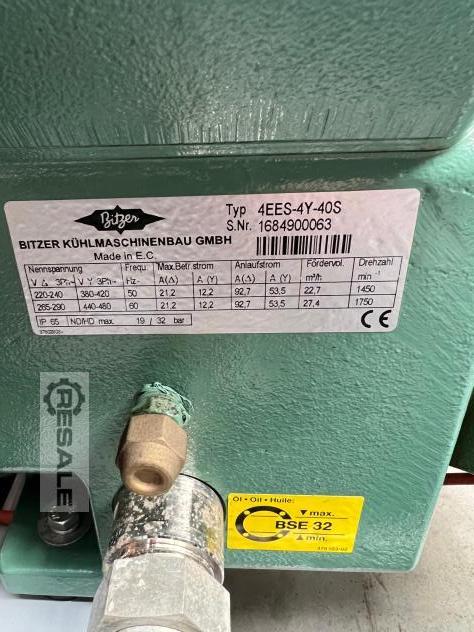 Bitzer
Typ 4EES-4Y-40S
S.Nr. 1684900063
BITZER KÜHLMASCHINENBAU GMBH
Made in E.C.
Nennspannung Frequ Max.Betr.strom Anlaufstrom Fördervol. Drehzahl
V Δ 3Ph~ V Y 3Ph~ Hz~ A(Δ) A (Y) A(Δ) A (Y) m³/h min⁻¹
220-240 380-420 50 21,2 12,2 92,7 53,5 22,7 1450
265-290 440-480 60 21,2 12,2 92,7 53,5 27,4 1750
IP 65 ND/HD max. 19 / 32 bar
CE
RESALE
Öl • Oil • Huile:
max.
BSE 32
min.